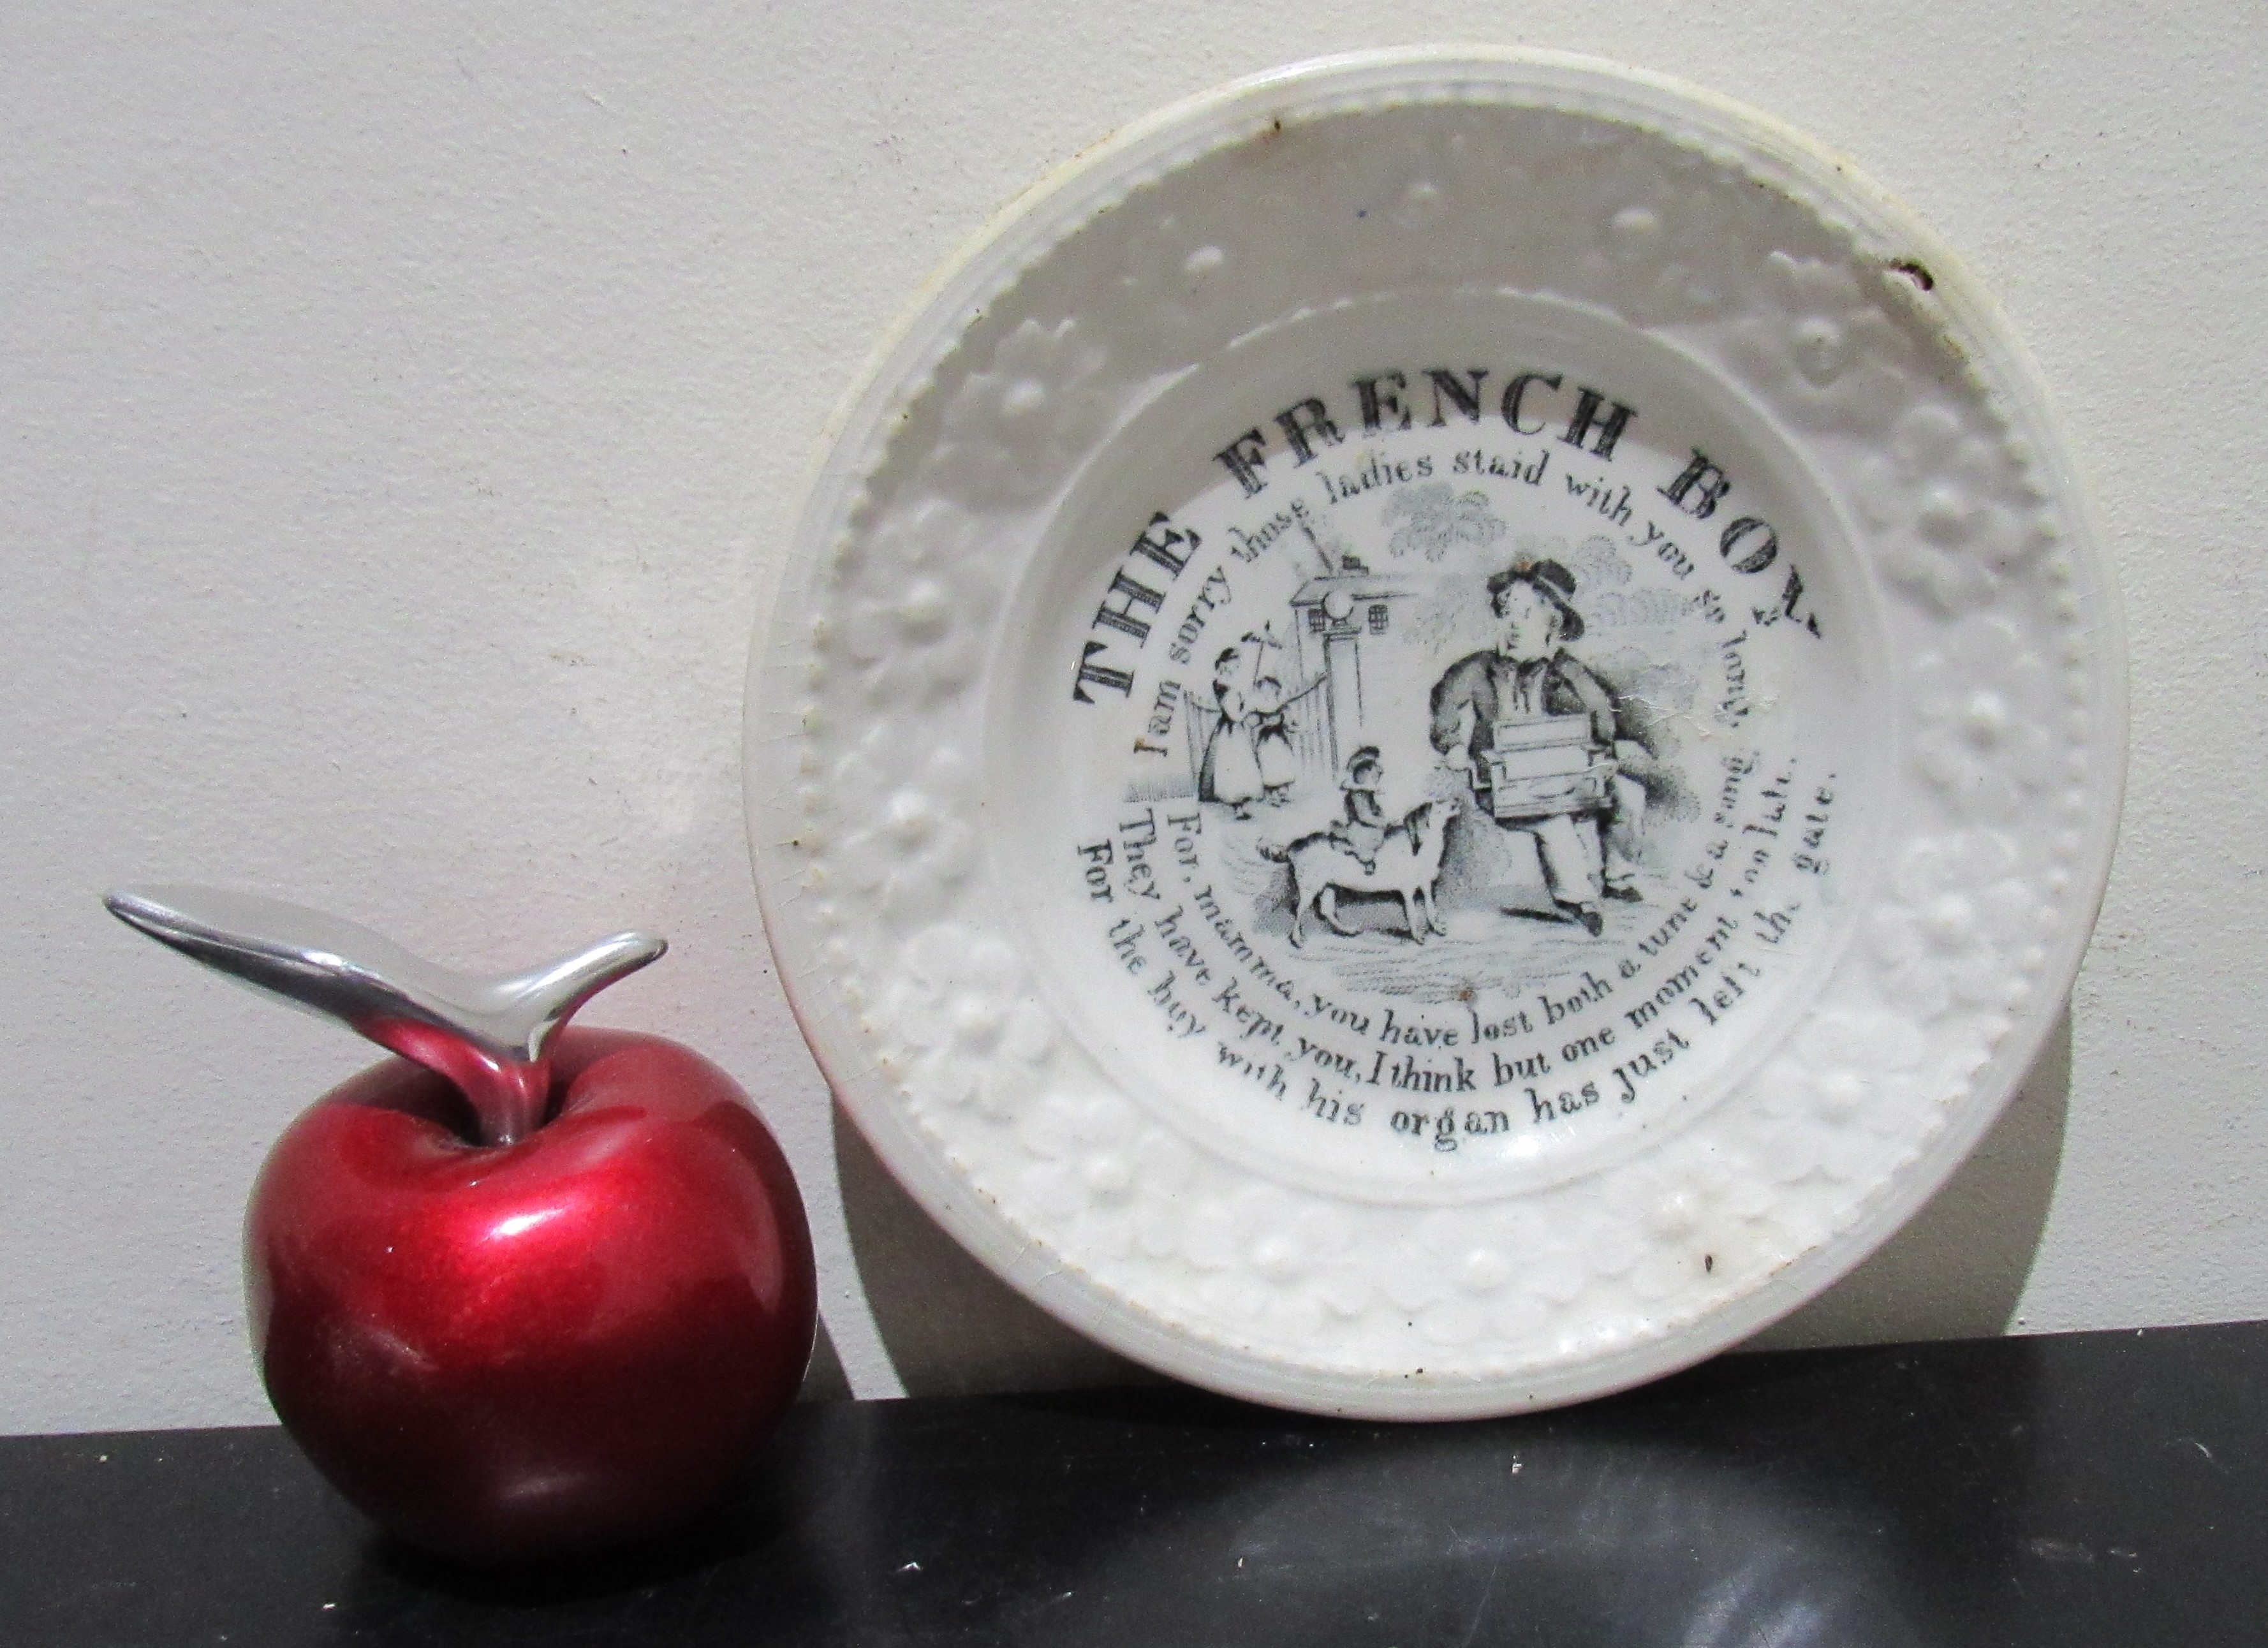 THE FRENCH BOY
I am sorry those ladies staid with you so long
For, mamma, you have lost both a tune & a song.
They have kept you, I think but one moment too late.
For the boy with his organ has just left the gate.